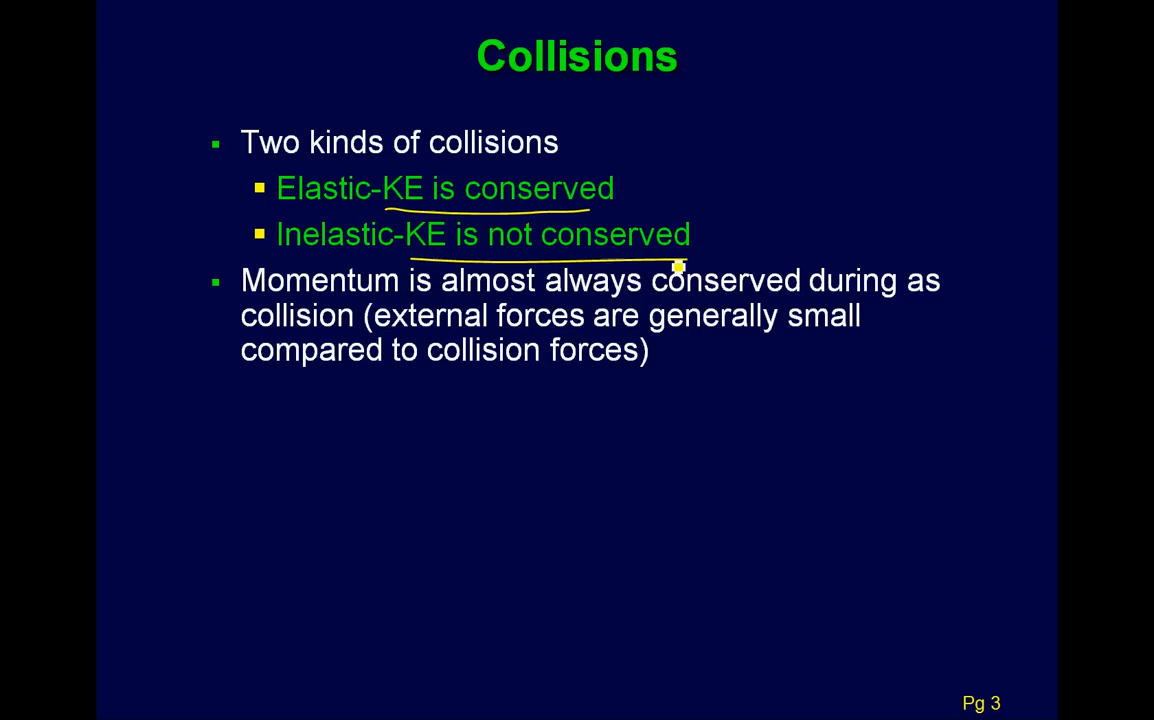 Collisions
Two kinds of collisions
Elastic-KE is conserved
Inelastic-KE is not conserved
Momentum is almost always conserved during as
collision (external forces are generally small
compared to collision forces)
Pg 3